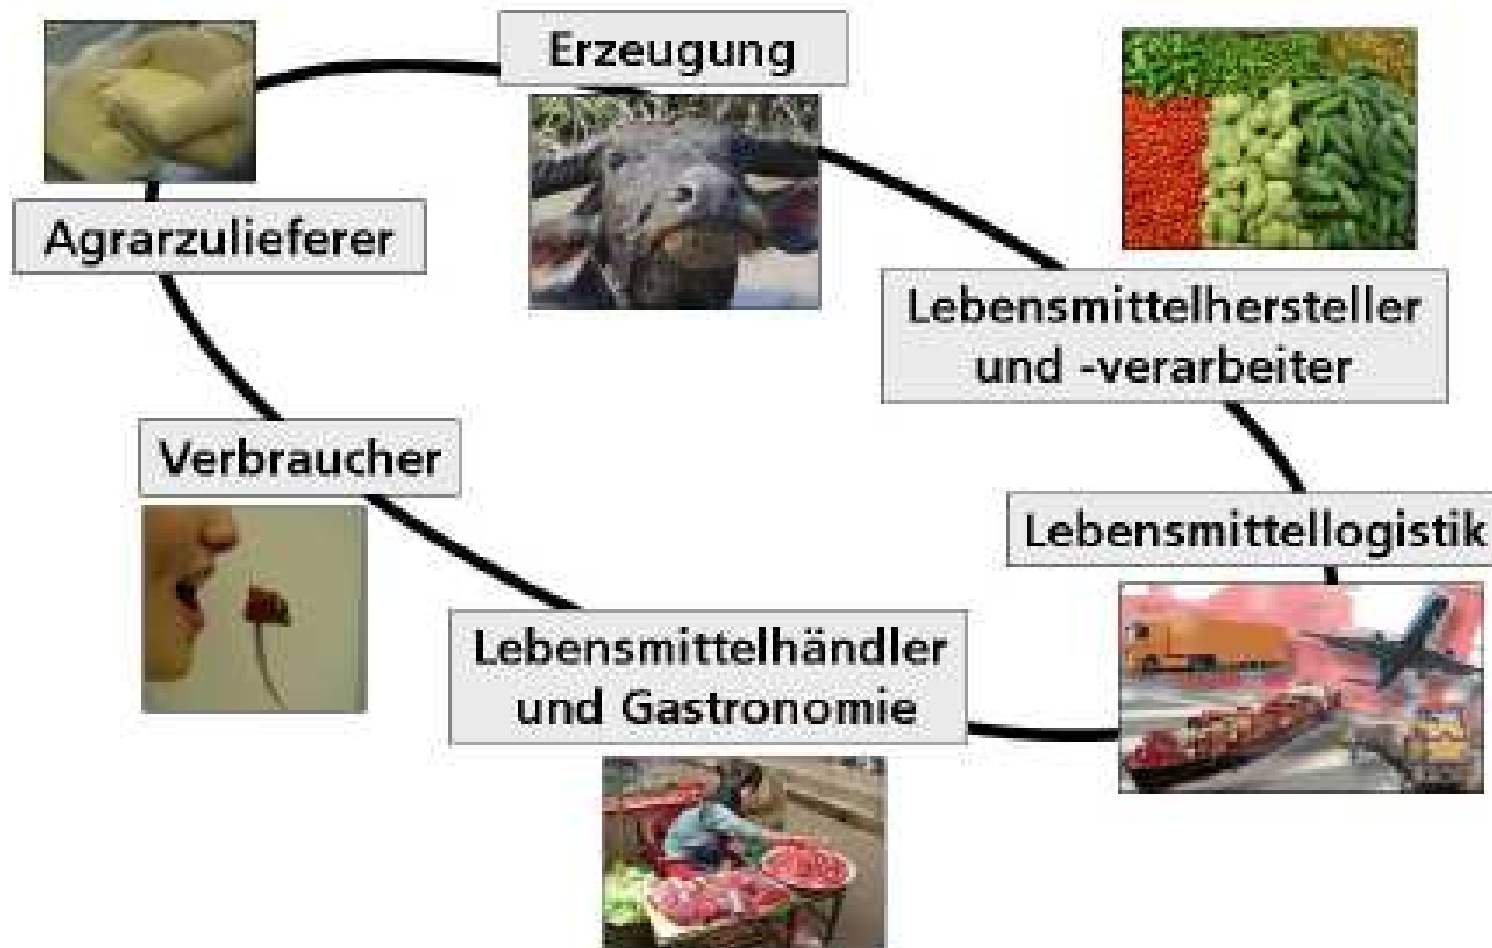 Erzeugung
Agrarzulieferer
Lebensmittelhersteller
und -verarbeiter
Verbraucher
Lebensmittellogistik
Lebensmittelhändler
und Gastronomie